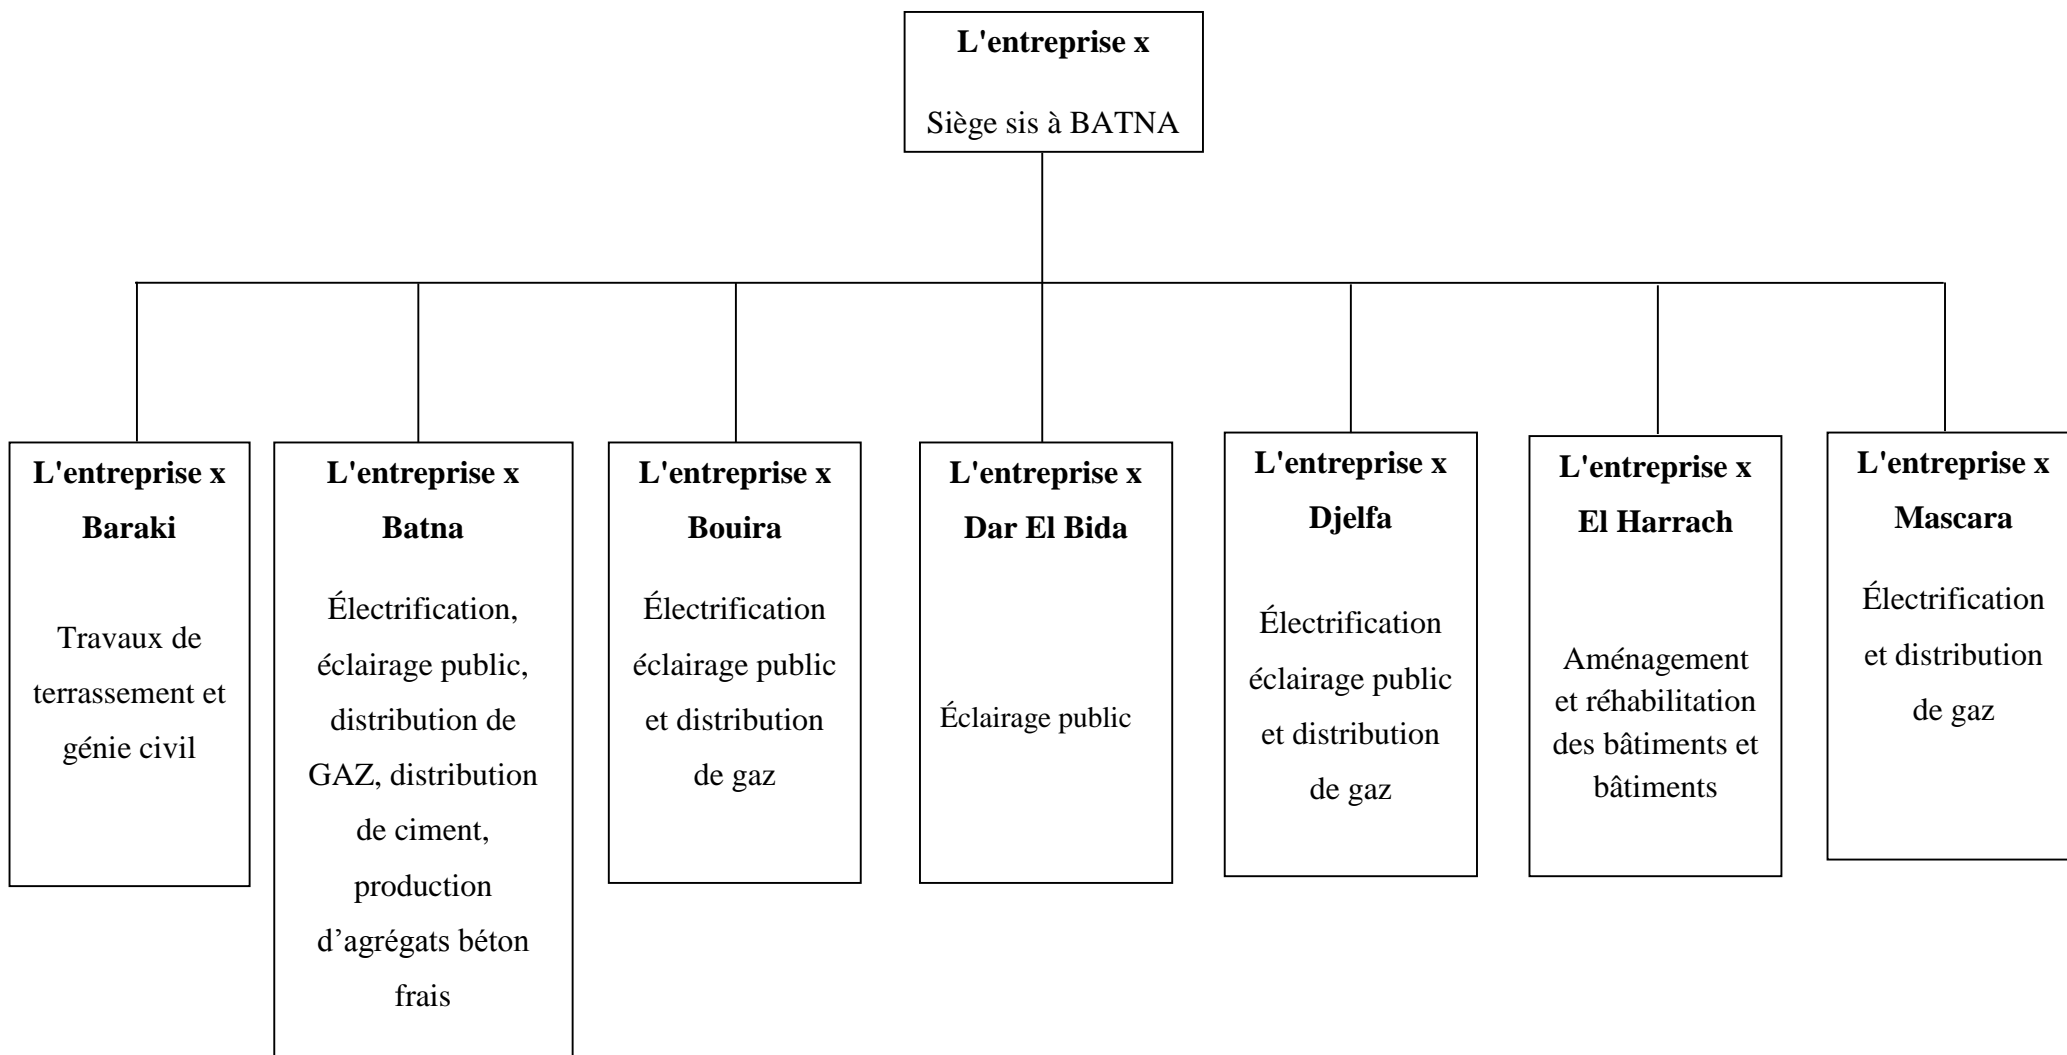 L'entreprise x
Siège sis à BATNA
L'entreprise x
Baraki
Travaux de
terrassement et
génie civil
L'entreprise x
Batna
Électrification,
éclairage public,
distribution de
GAZ, distribution
de ciment,
production
d’agrégats béton
frais
L'entreprise x
Bouira
Électrification
éclairage public
et distribution
de gaz
L'entreprise x
Dar El Bida
Éclairage public
L'entreprise x
Djelfa
Électrification
éclairage public
et distribution
de gaz
L'entreprise x
El Harrach
Aménagement
et réhabilitation
des bâtiments et
bâtiments
L'entreprise x
Mascara
Électrification
et distribution
de gaz